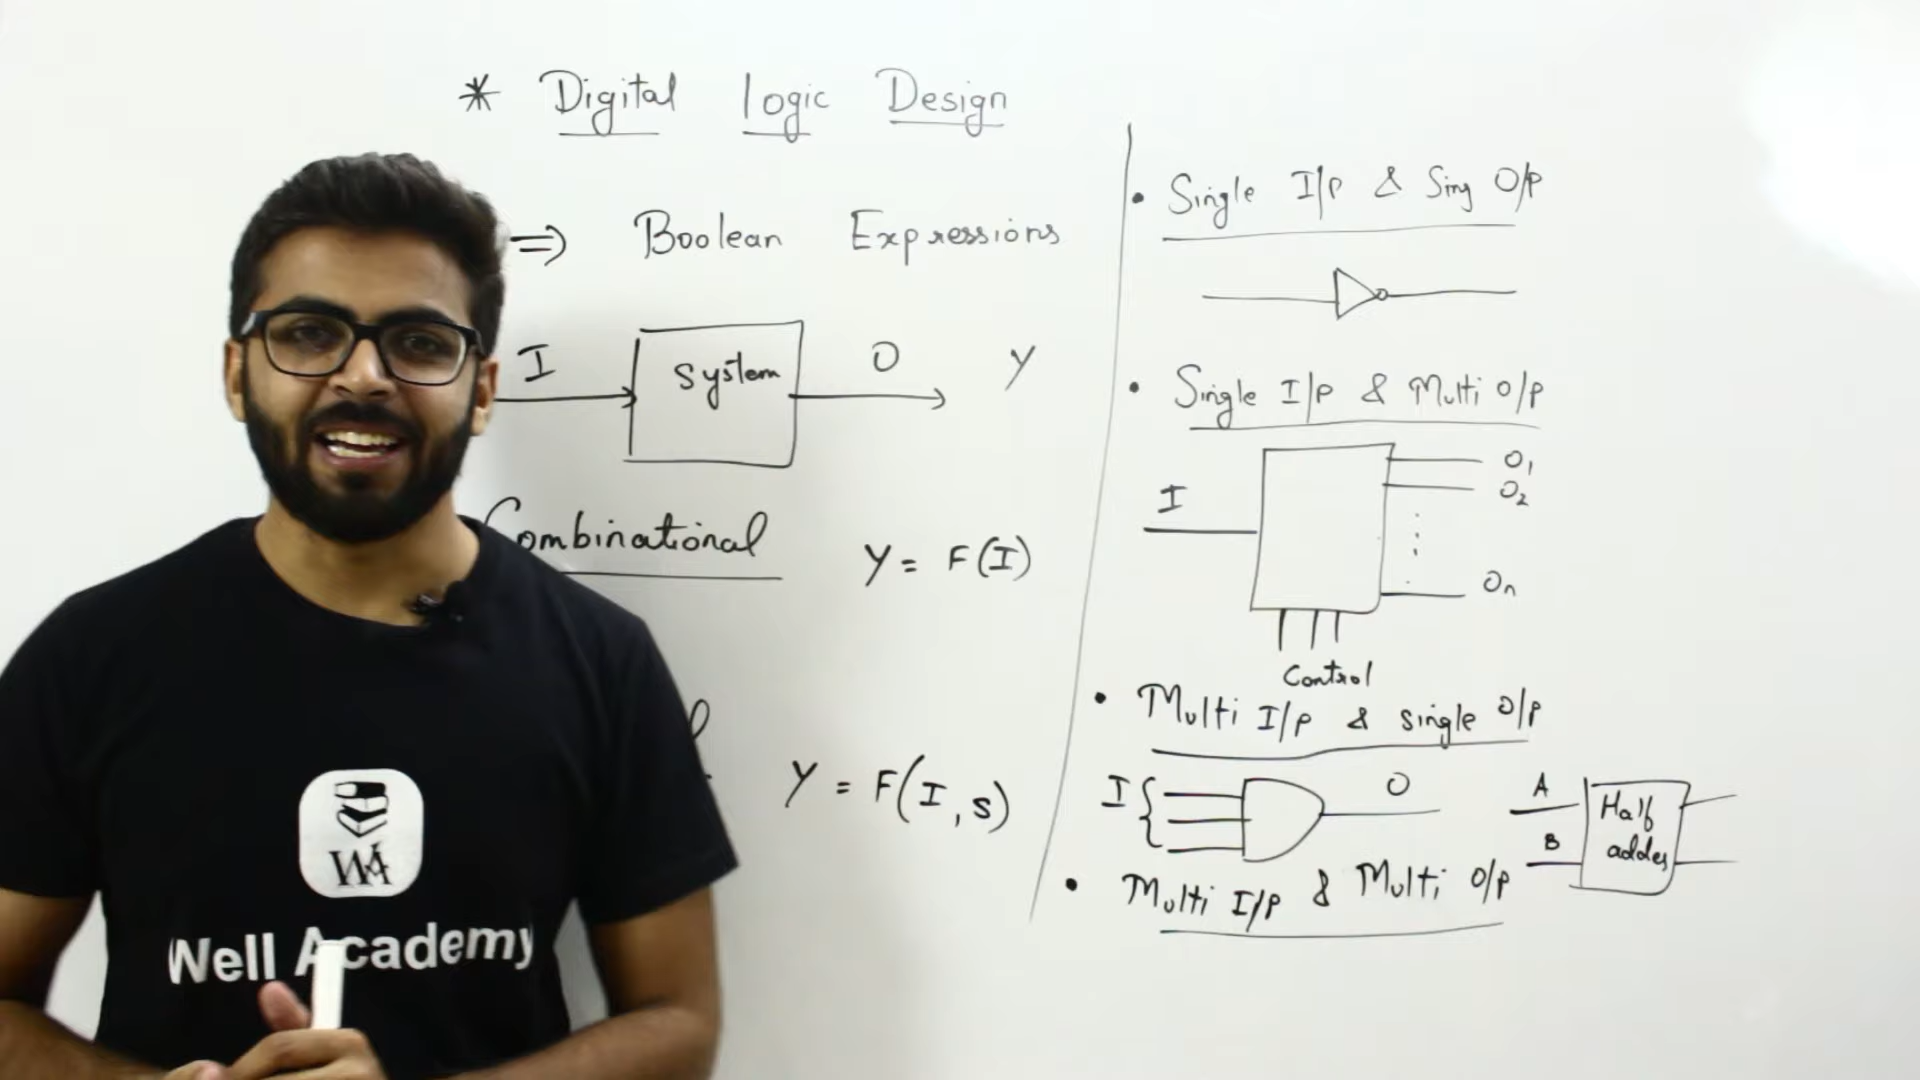 * Digital Logic Design
⇒ Boolean Expressions
I System O Y
Combinational Y = F(I)
Y = F(I, S)
• Single I/P & Sing O/P
• Single I/P & Multi O/P
I
O1
O2
On
Control
• Multi I/P & single O/P
I O
A
B
Half
adder
• Multi I/P & Multi O/P
WA
Well Academy